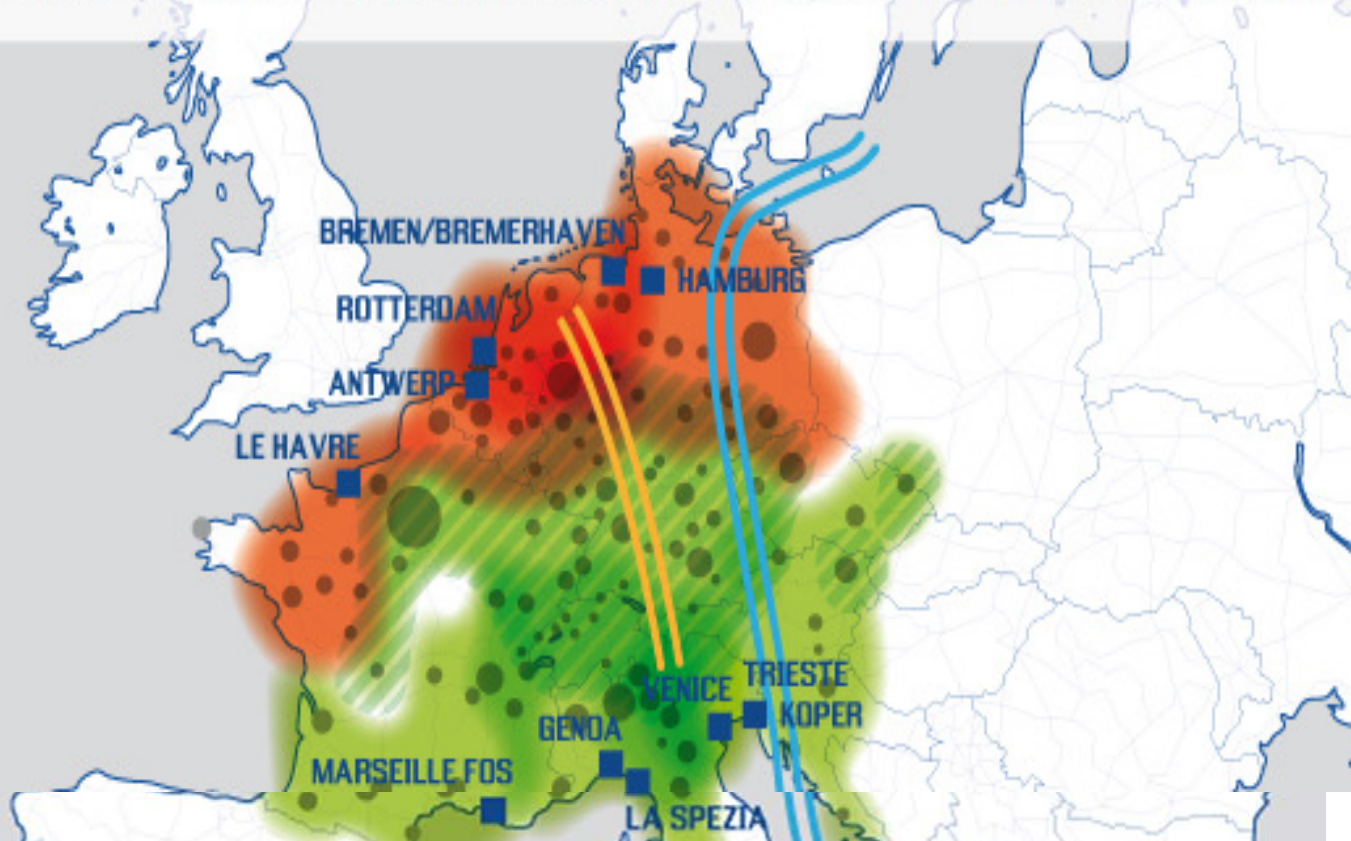 BREMEN/BREMERHAVEN
HAMBURG
ROTTERDAM
ANTWERP
LE HAVRE
TRIESTE
VENICE
KOPER
GENOA
MARSEILLE FOS
LA SPEZIA